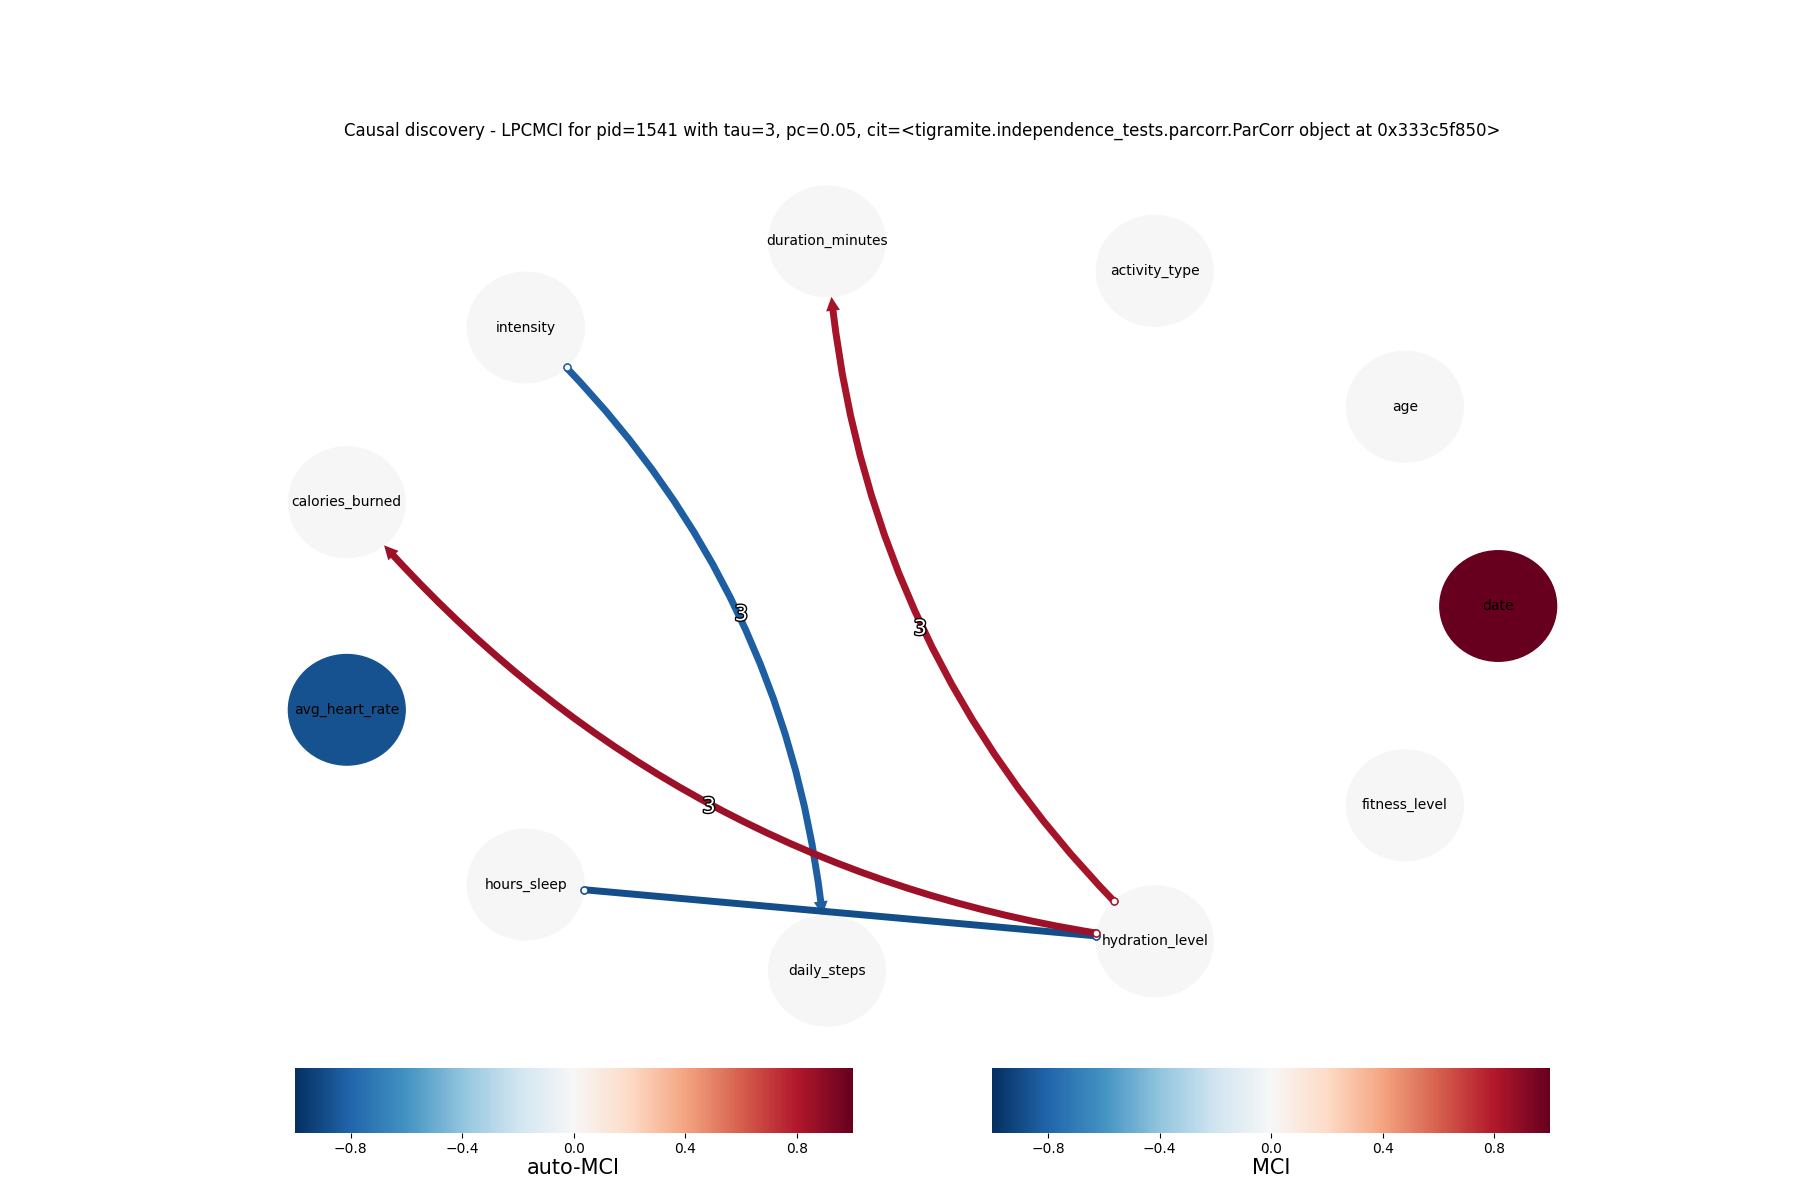 Causal discovery - LPCMCI for pid=1541 with tau=3, pc=0.05, cit=<tigramite.independence_tests.parcorr.ParCorr object at 0x333c5f850>
duration_minutes
activity_type
intensity
age
calories_burned
date
3
3
avg_heart_rate
3
fitness_level
hours_sleep
hydration_level
daily_steps
−0.8 −0.4 0.0 0.4 0.8
auto-MCI
−0.8 −0.4 0.0 0.4 0.8
MCI